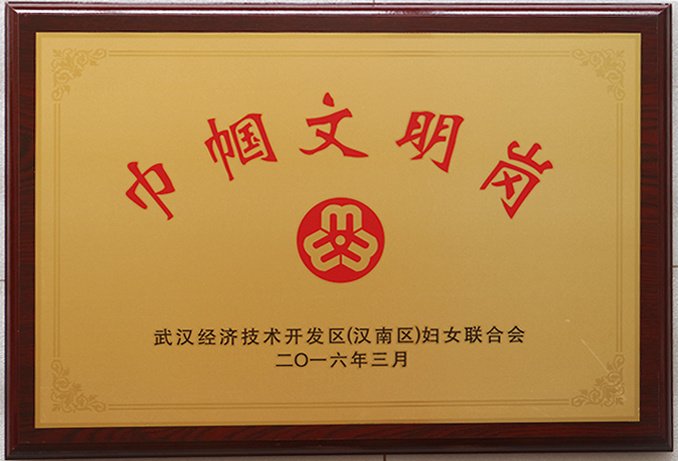 巾帼文明岗
武汉经济技术开发区(汉南区)妇女联合会
二〇一六年三月